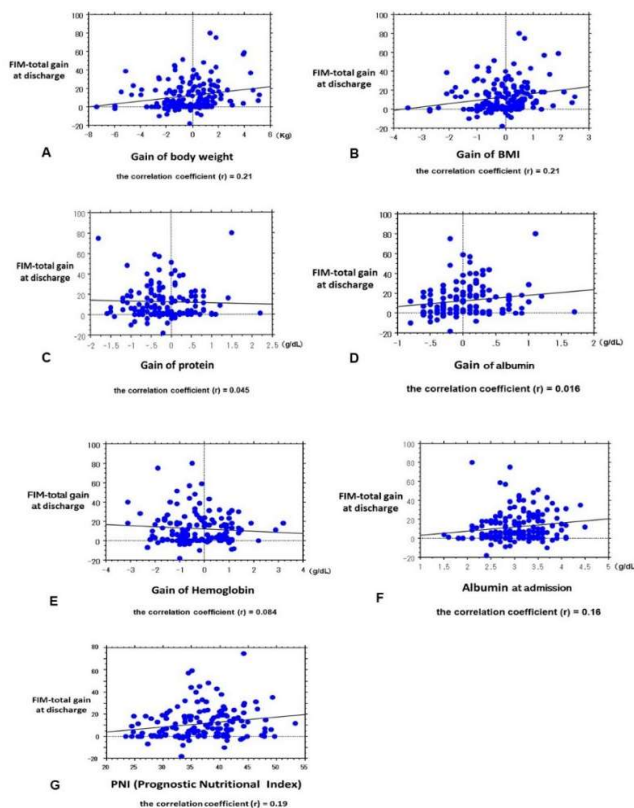 100
80
60
40
20
0
-20
FIM-total gain
at discharge
-8 -6 -4 -2 0 2 4 6
(Kg)
A
Gain of body weight
the correlation coefficient (r) = 0.21
100
80
60
40
20
0
-20
FIM-total gain
at discharge
-4 -3 -2 -1 0 1 2 3
B
Gain of BMI
the correlation coefficient (r) = 0.21
100
80
60
40
20
0
-20
FIM-total gain
at discharge
-2 -1.5 -1 -.5 0 .5 1 1.5 2 2.5
(g/dL)
C
Gain of protein
the correlation coefficient (r) = 0.045
100
80
60
40
20
0
-20
FIM-total gain
at discharge
-1 -.5 0 .5 1 1.5 2
(g/dL)
D
Gain of albumin
the correlation coefficient (r) = 0.016
100
80
60
40
20
0
-20
FIM-total gain
at discharge
-4 -3 -2 -1 0 1 2 3 4
(g/dL)
E
Gain of Hemoglobin
the correlation coefficient (r) = 0.084
100
80
60
40
20
0
-20
FIM-total gain
at discharge
1 1.5 2 2.5 3 3.5 4 4.5 5
(g/dL)
F
Albumin at admission
the correlation coefficient (r) = 0.16
80
60
40
20
0
-20
FIM-total gain
at discharge
20 25 30 35 40 45 50 55
G
PNI (Prognostic Nutritional Index)
the correlation coefficient (r) = 0.19